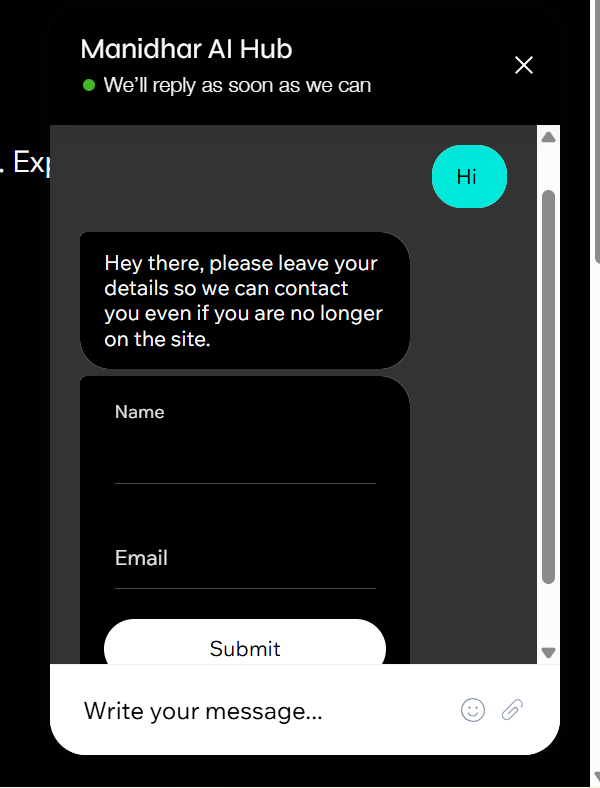 Manidhar AI Hub
We'll reply as soon as we can
. Exp
Hi
Hey there, please leave your
details so we can contact
you even if you are no longer
on the site.
Name
Email
Submit
Write your message...